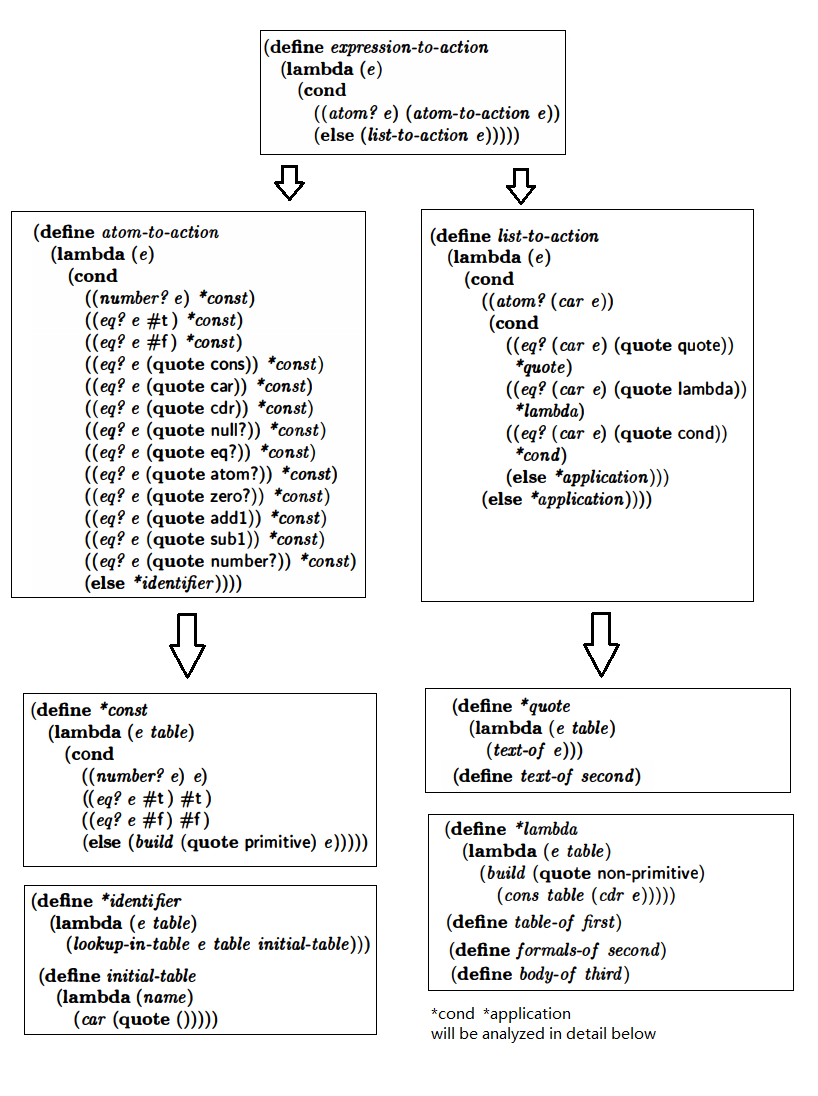 (define expression-to-action
(lambda (e)
(cond
((atom? e) (atom-to-action e))
(else (list-to-action e)))))
(define atom-to-action
(lambda (e)
(cond
((number? e) *const)
((eq? e #t) *const)
((eq? e #f) *const)
((eq? e (quote cons)) *const)
((eq? e (quote car)) *const)
((eq? e (quote cdr)) *const)
((eq? e (quote null?)) *const)
((eq? e (quote eq?)) *const)
((eq? e (quote atom?)) *const)
((eq? e (quote zero?)) *const)
((eq? e (quote add1)) *const)
((eq? e (quote sub1)) *const)
((eq? e (quote number?)) *const)
(else *identifier))))
(define list-to-action
(lambda (e)
(cond
((atom? (car e))
(cond
((eq? (car e) (quote quote))
*quote)
((eq? (car e) (quote lambda))
*lambda)
((eq? (car e) (quote cond))
*cond)
(else *application)))
(else *application))))
(define *const
(lambda (e table)
(cond
((number? e) e)
((eq? e #t) #t)
((eq? e #f) #f)
(else (build (quote primitive) e)))))
(define *identifier
(lambda (e table)
(lookup-in-table e table initial-table)))
(define initial-table
(lambda (name)
(car (quote ()))))
(define *quote
(lambda (e table)
(text-of e)))
(define text-of second)
(define *lambda
(lambda (e table)
(build (quote non-primitive)
(cons table (cdr e)))))
(define table-of first)
(define formals-of second)
(define body-of third)
*cond *application
will be analyzed in detail below